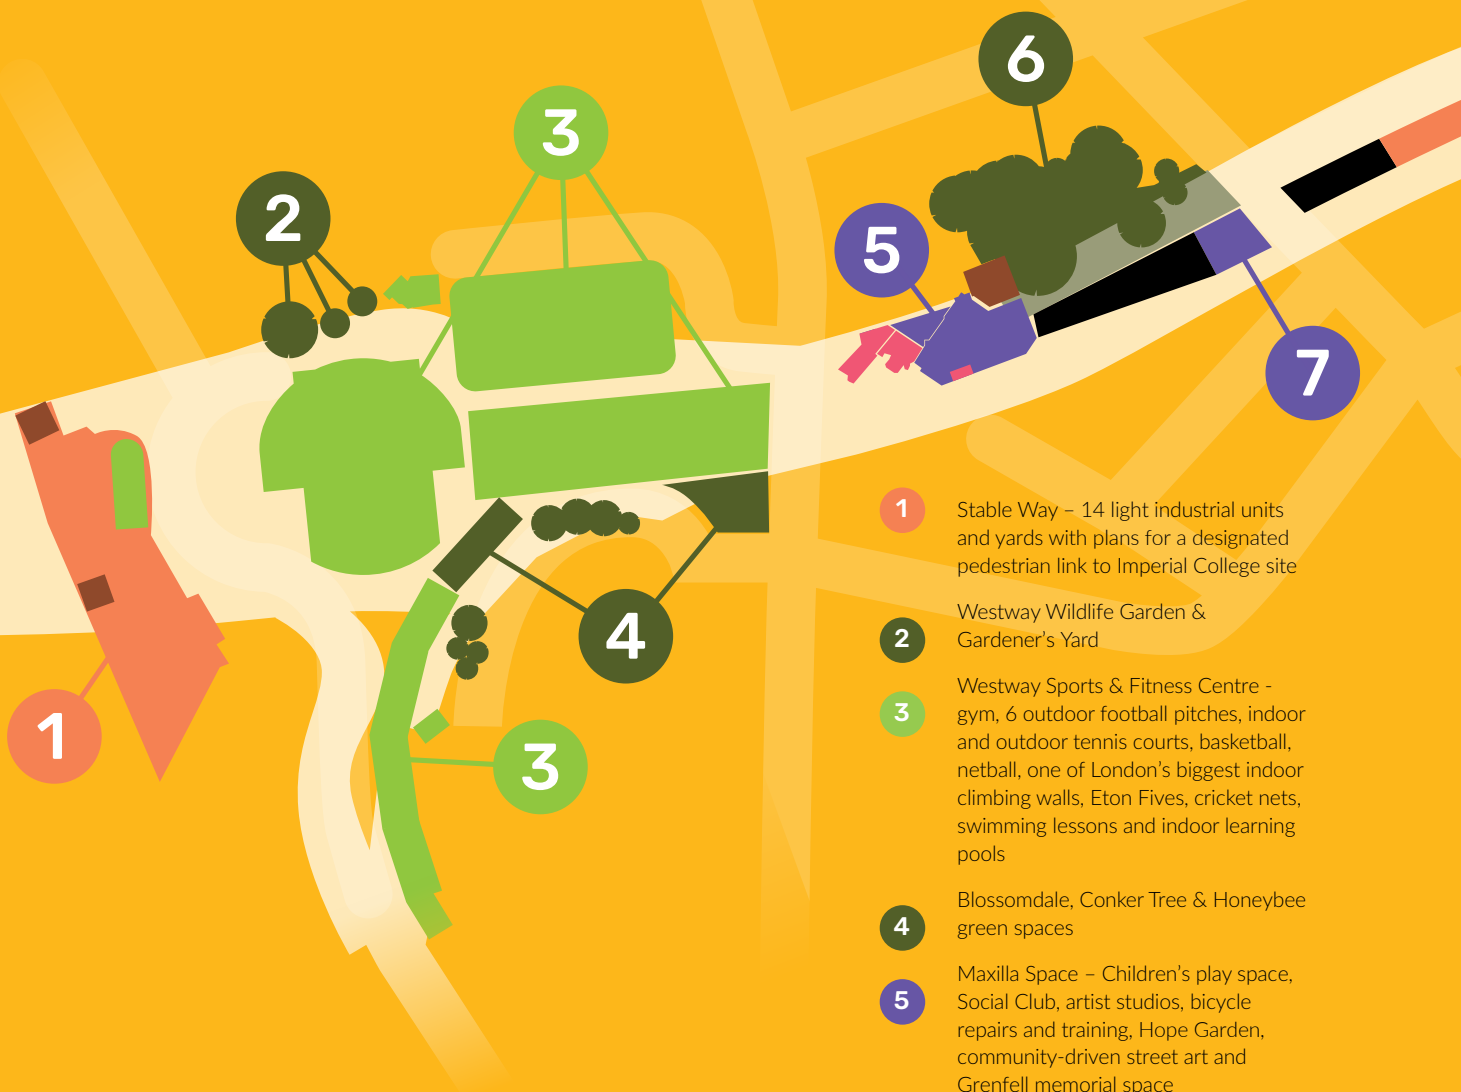 6
3
2
5
7
1
4
3
1 Stable Way – 14 light industrial units
and yards with plans for a designated
pedestrian link to Imperial College site
Westway Wildlife Garden &
2 Gardener’s Yard
Westway Sports & Fitness Centre -
3 gym, 6 outdoor football pitches, indoor
and outdoor tennis courts, basketball,
netball, one of London’s biggest indoor
climbing walls, Eton Fives, cricket nets,
swimming lessons and indoor learning
pools
Blossomdale, Conker Tree & Honeybee
4 green spaces
Maxilla Space – Children’s play space,
5 Social Club, artist studios, bicycle
repairs and training, Hope Garden,
community-driven street art and
Grenfell memorial space